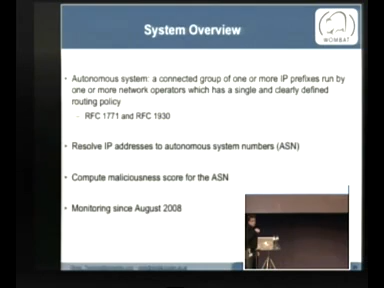 System Overview
WOMBAT
Autonomous system: a connected group of one or more IP prefixes run by
one or more network operators which has a single and clearly defined
routing policy
- RFC 1771 and RFC 1930
Resolve IP addresses to autonomous system numbers (ASN)
Compute maliciousness score for the ASN
Monitoring since August 2008